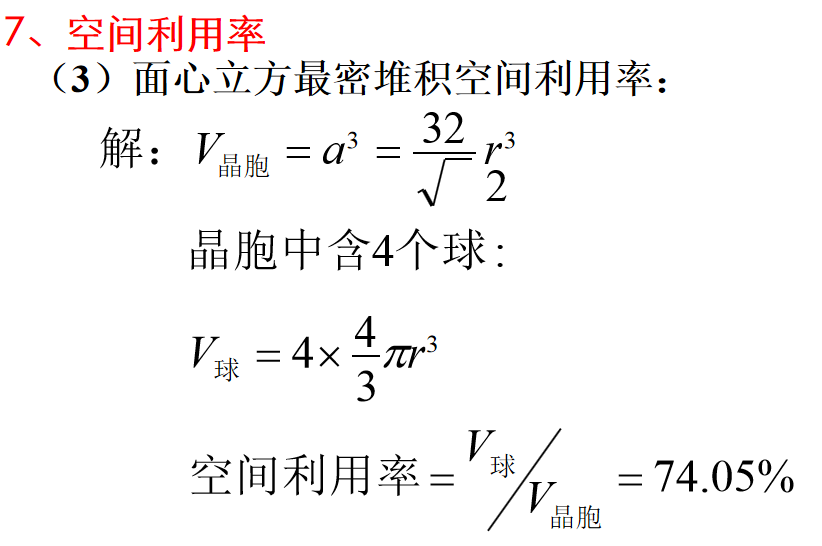 7、空间利用率
（3）面心立方最密堆积空间利用率：
解：V晶胞 = a³ = 32/√2 r³
晶胞中含4个球：
V球 = 4× 4/3 πr³
空间利用率 = V球/V晶胞 = 74.05%